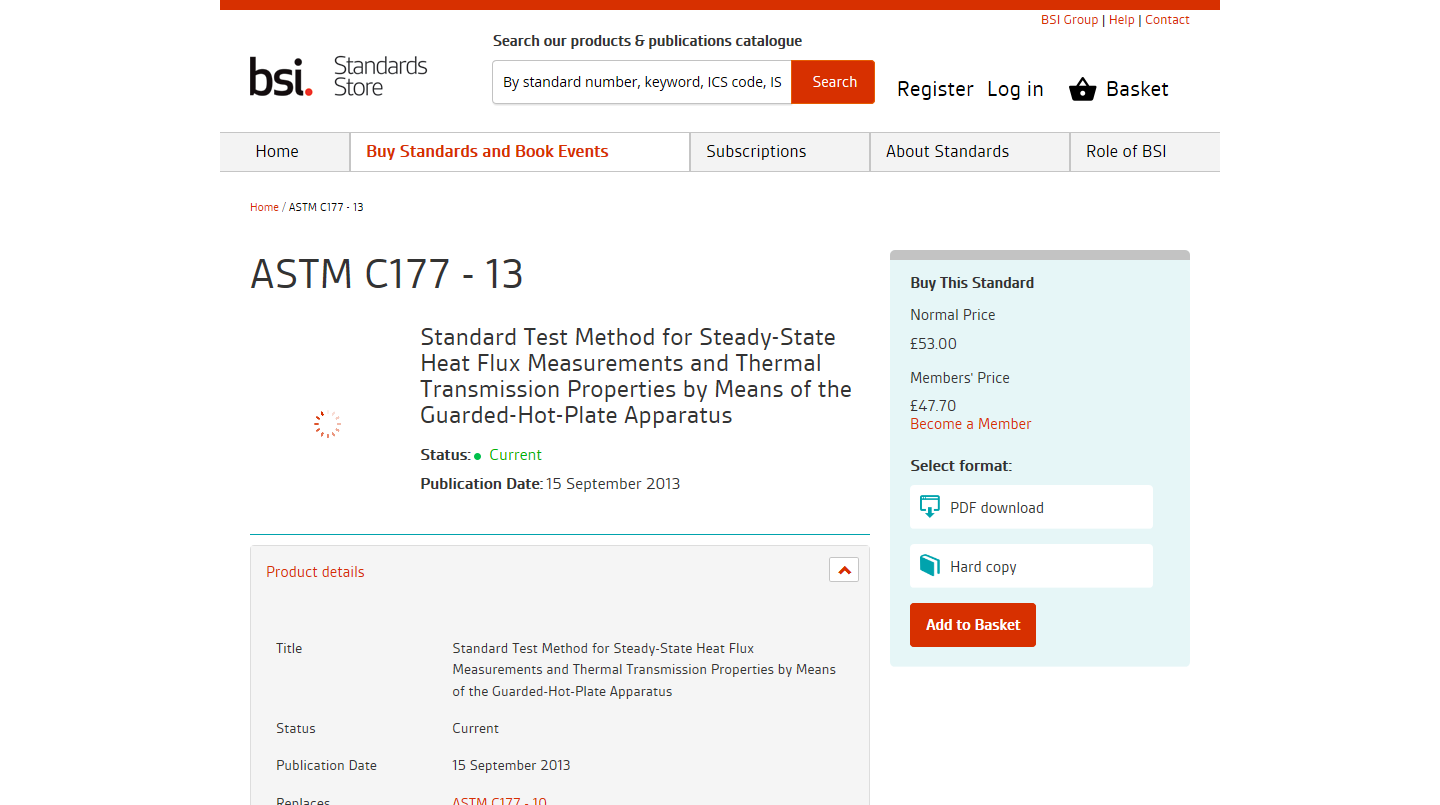 BSI Group | Help | Contact
Search our products & publications catalogue
bsi. Standards Store
By standard number, keyword, ICS code, IS
Search
Register Log in Basket
Home Buy Standards and Book Events Subscriptions About Standards Role of BSI
Home / ASTM C177 - 13
ASTM C177 - 13
Standard Test Method for Steady-State
Heat Flux Measurements and Thermal
Transmission Properties by Means of the
Guarded-Hot-Plate Apparatus
Status: Current
Publication Date: 15 September 2013
Buy This Standard
Normal Price
£53.00
Members' Price
£47.70
Become a Member
Select format:
PDF download
Hard copy
Add to Basket
Product details
Title Standard Test Method for Steady-State Heat Flux
Measurements and Thermal Transmission Properties by Means
of the Guarded-Hot-Plate Apparatus
Status Current
Publication Date 15 September 2013
Replaces ASTM C177 - 10